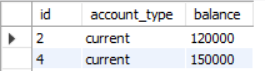 id account_type balance
2 current 120000
4 current 150000